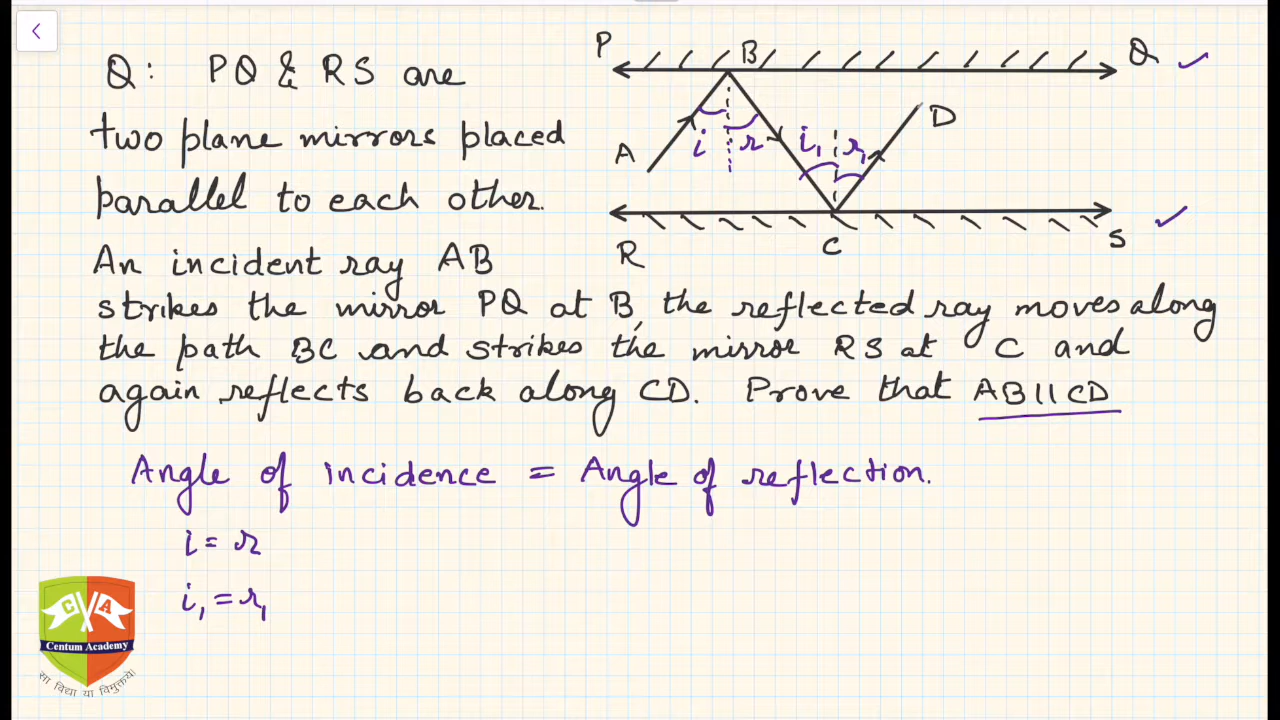 Q: PQ & RS are
two plane mirrors placed
parallel to each other.
An incident ray AB
strikes the mirror PQ at B, the reflected ray moves along
the path BC and strikes the mirror RS at C and
again reflects back along CD. Prove that AB || CD
P
B
Q
A
i
r
i₁
r₁
D
R
C
S
Angle of incidence = Angle of reflection.
i = r
i₁ = r₁
C A
Centum Academy
सा विद्या या विमुक्तये।